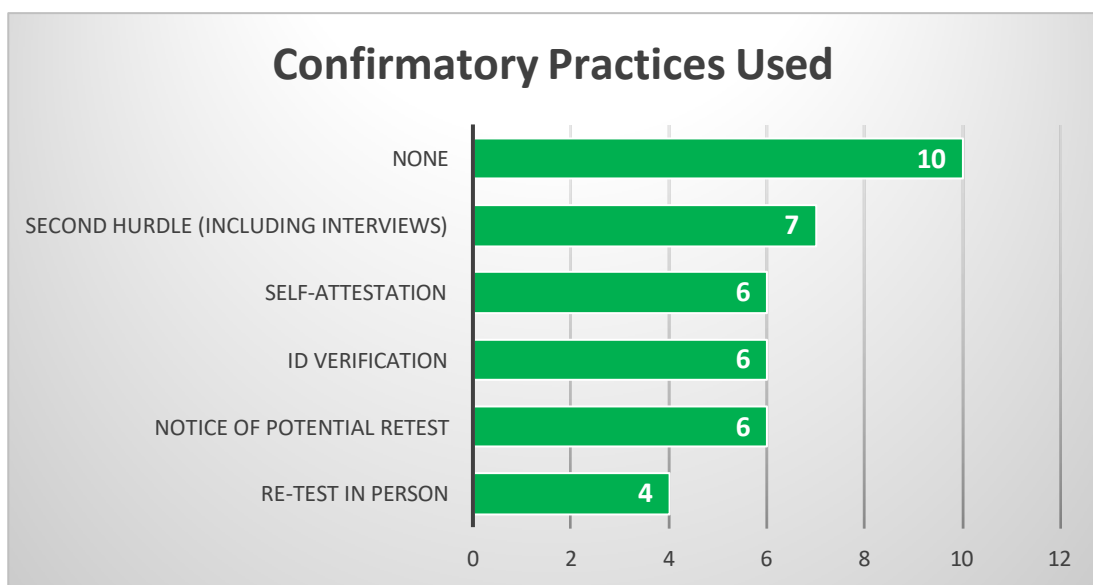 Confirmatory Practices Used
NONE
10
SECOND HURDLE (INCLUDING INTERVIEWS)
7
SELF-ATTESTATION
6
ID VERIFICATION
6
NOTICE OF POTENTIAL RETEST
6
RE-TEST IN PERSON
4
0 2 4 6 8 10 12